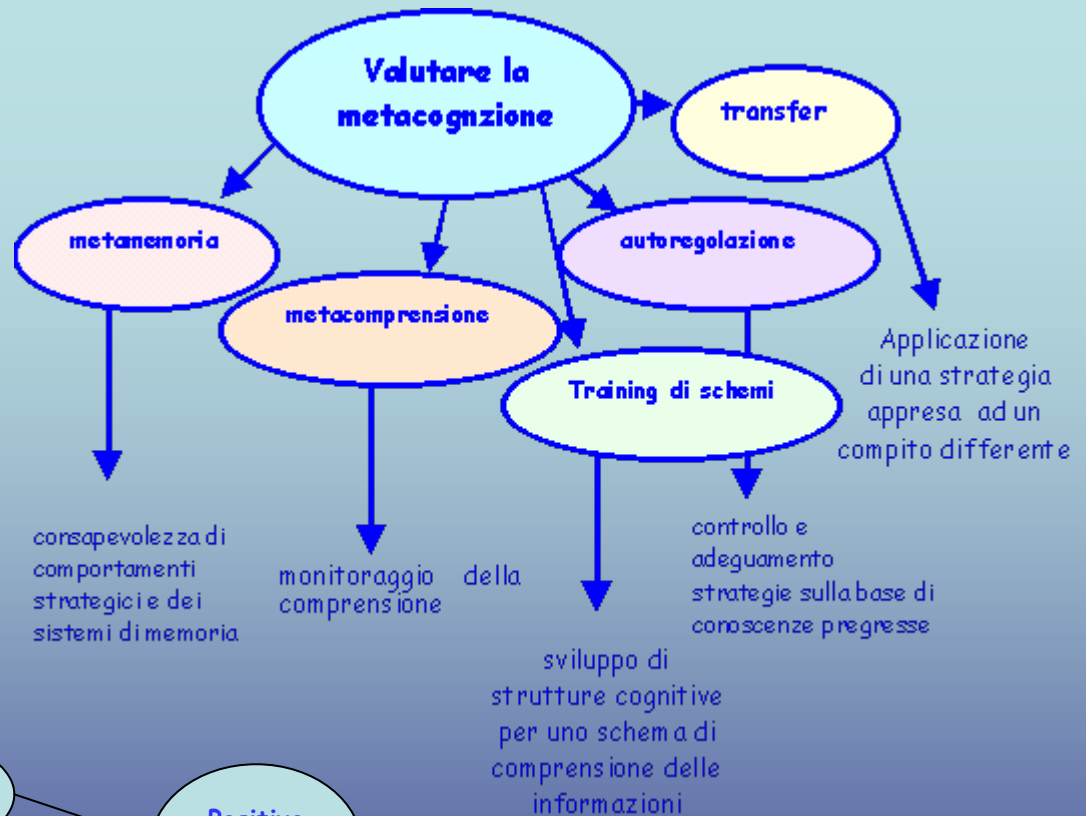 Valutare la
metacognzione
transfer
metamemoria
autoregolazione
metacomprensione
Training di schemi
Applicazione
di una strategia
appresa ad un
compito differente
consapevolezza di
comportamenti
strategici e dei
sistemi di memoria
monitoraggio della
comprensione
controllo e
adeguamento
strategie sulla base di
conoscenze pregresse
sviluppo di
strutture cognitive
per uno schema di
comprensione delle
informazioni